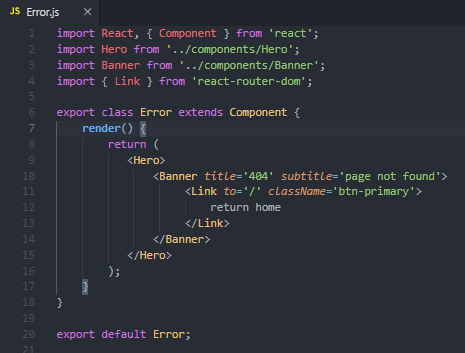 JS Error.js ×
1 import React, { Component } from 'react';
2 import Hero from '../components/Hero';
3 import Banner from '../components/Banner';
4 import { Link } from 'react-router-dom';
5
6 export class Error extends Component {
7     render() {
8         return (
9             <Hero>
10                 <Banner title='404' subtitle='page not found'>
11                     <Link to='/' className='btn-primary'>
12                         return home
13                     </Link>
14                 </Banner>
15             </Hero>
16         );
17     }
18 }
19
20 export default Error;